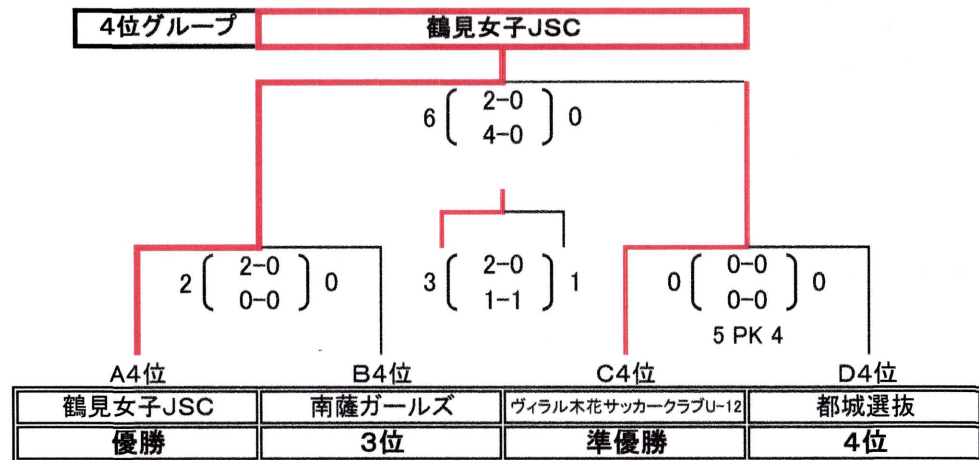 4位グループ 鶴見女子JSC
6 ( 2-0 ) 0
4-0
2 ( 2-0 ) 0 3 ( 2-0 ) 1 0 ( 0-0 ) 0
0-0 1-1 0-0
5 PK 4
A4位 B4位 C4位 D4位
鶴見女子JSC 南薩ガールズ ヴィラル木花サッカークラブU-12 都城選抜
優勝 3位 準優勝 4位